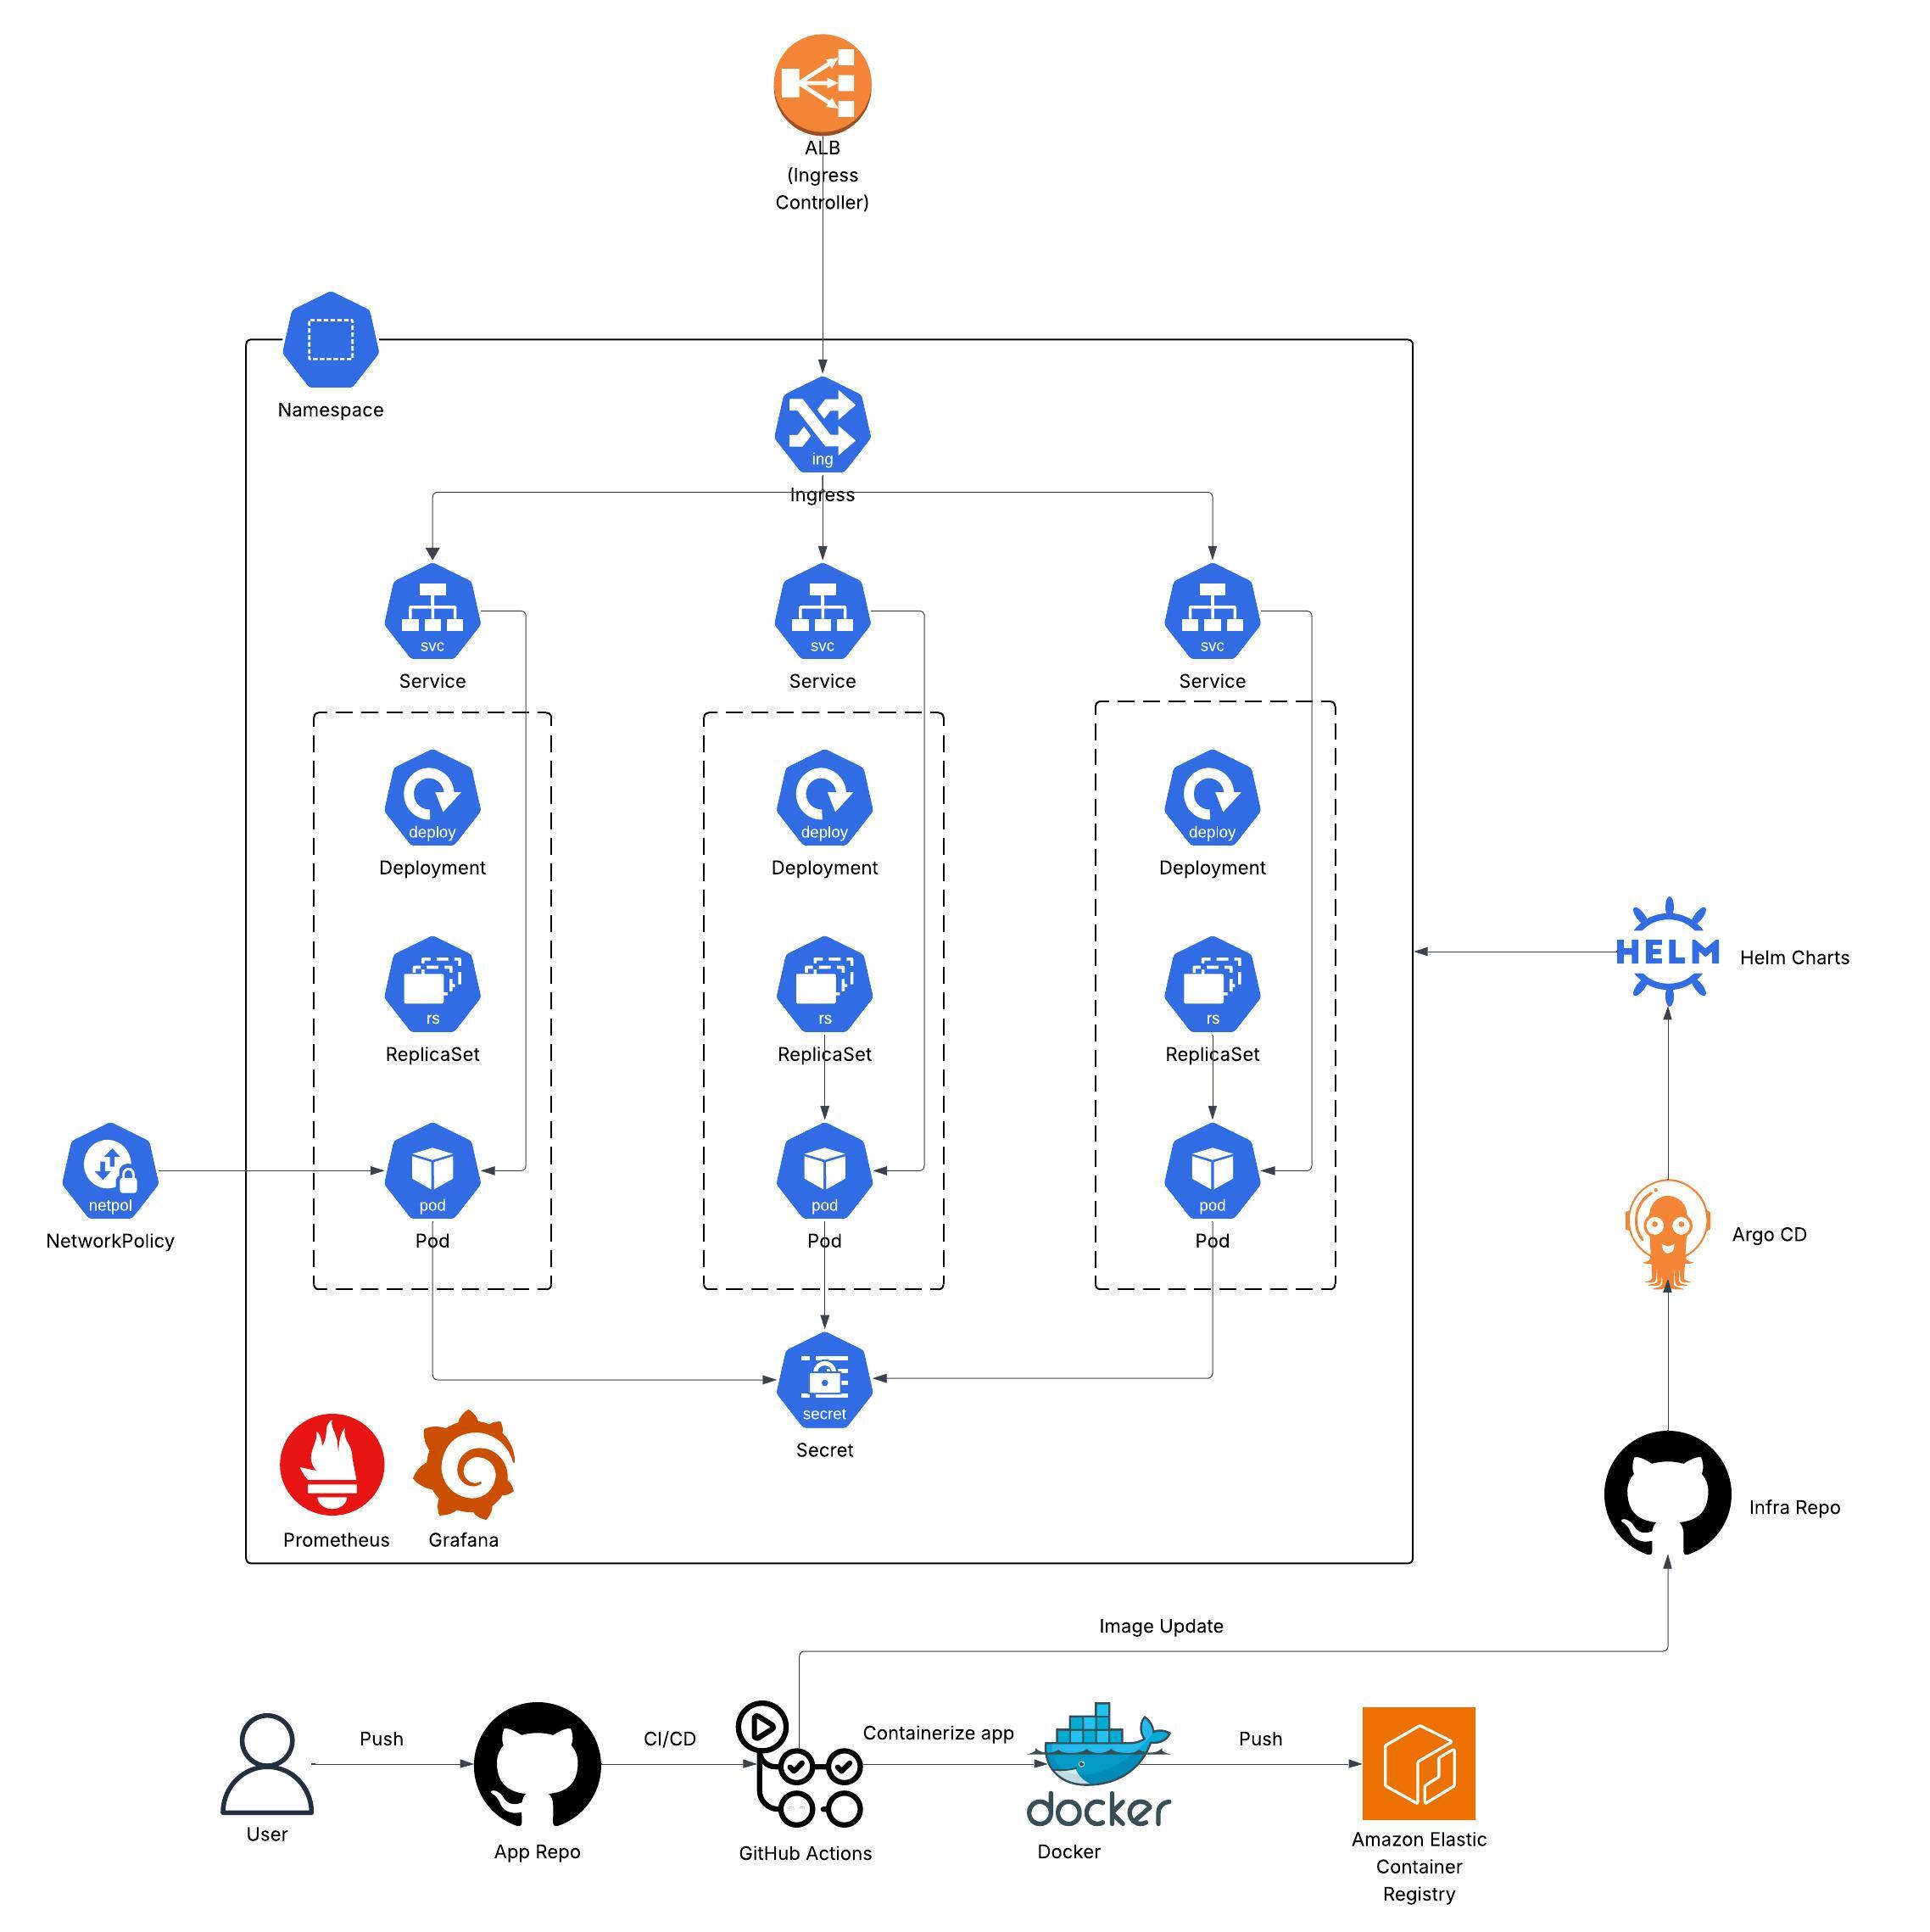 ALB
(Ingress
Controller)
Namespace
ing
Ingress
svc
svc
svc
Service
Service
Service
deploy
deploy
deploy
Deployment
Deployment
Deployment
HELM
Helm Charts
rs
rs
rs
ReplicaSet
ReplicaSet
ReplicaSet
netpol
pod
pod
pod
NetworkPolicy
Pod
Pod
Pod
Argo CD
secret
Secret
Infra Repo
Prometheus
Grafana
Image Update
Push
CI/CD
Containerize app
Push
docker
User
App Repo
GitHub Actions
Docker
Amazon Elastic
Container
Registry